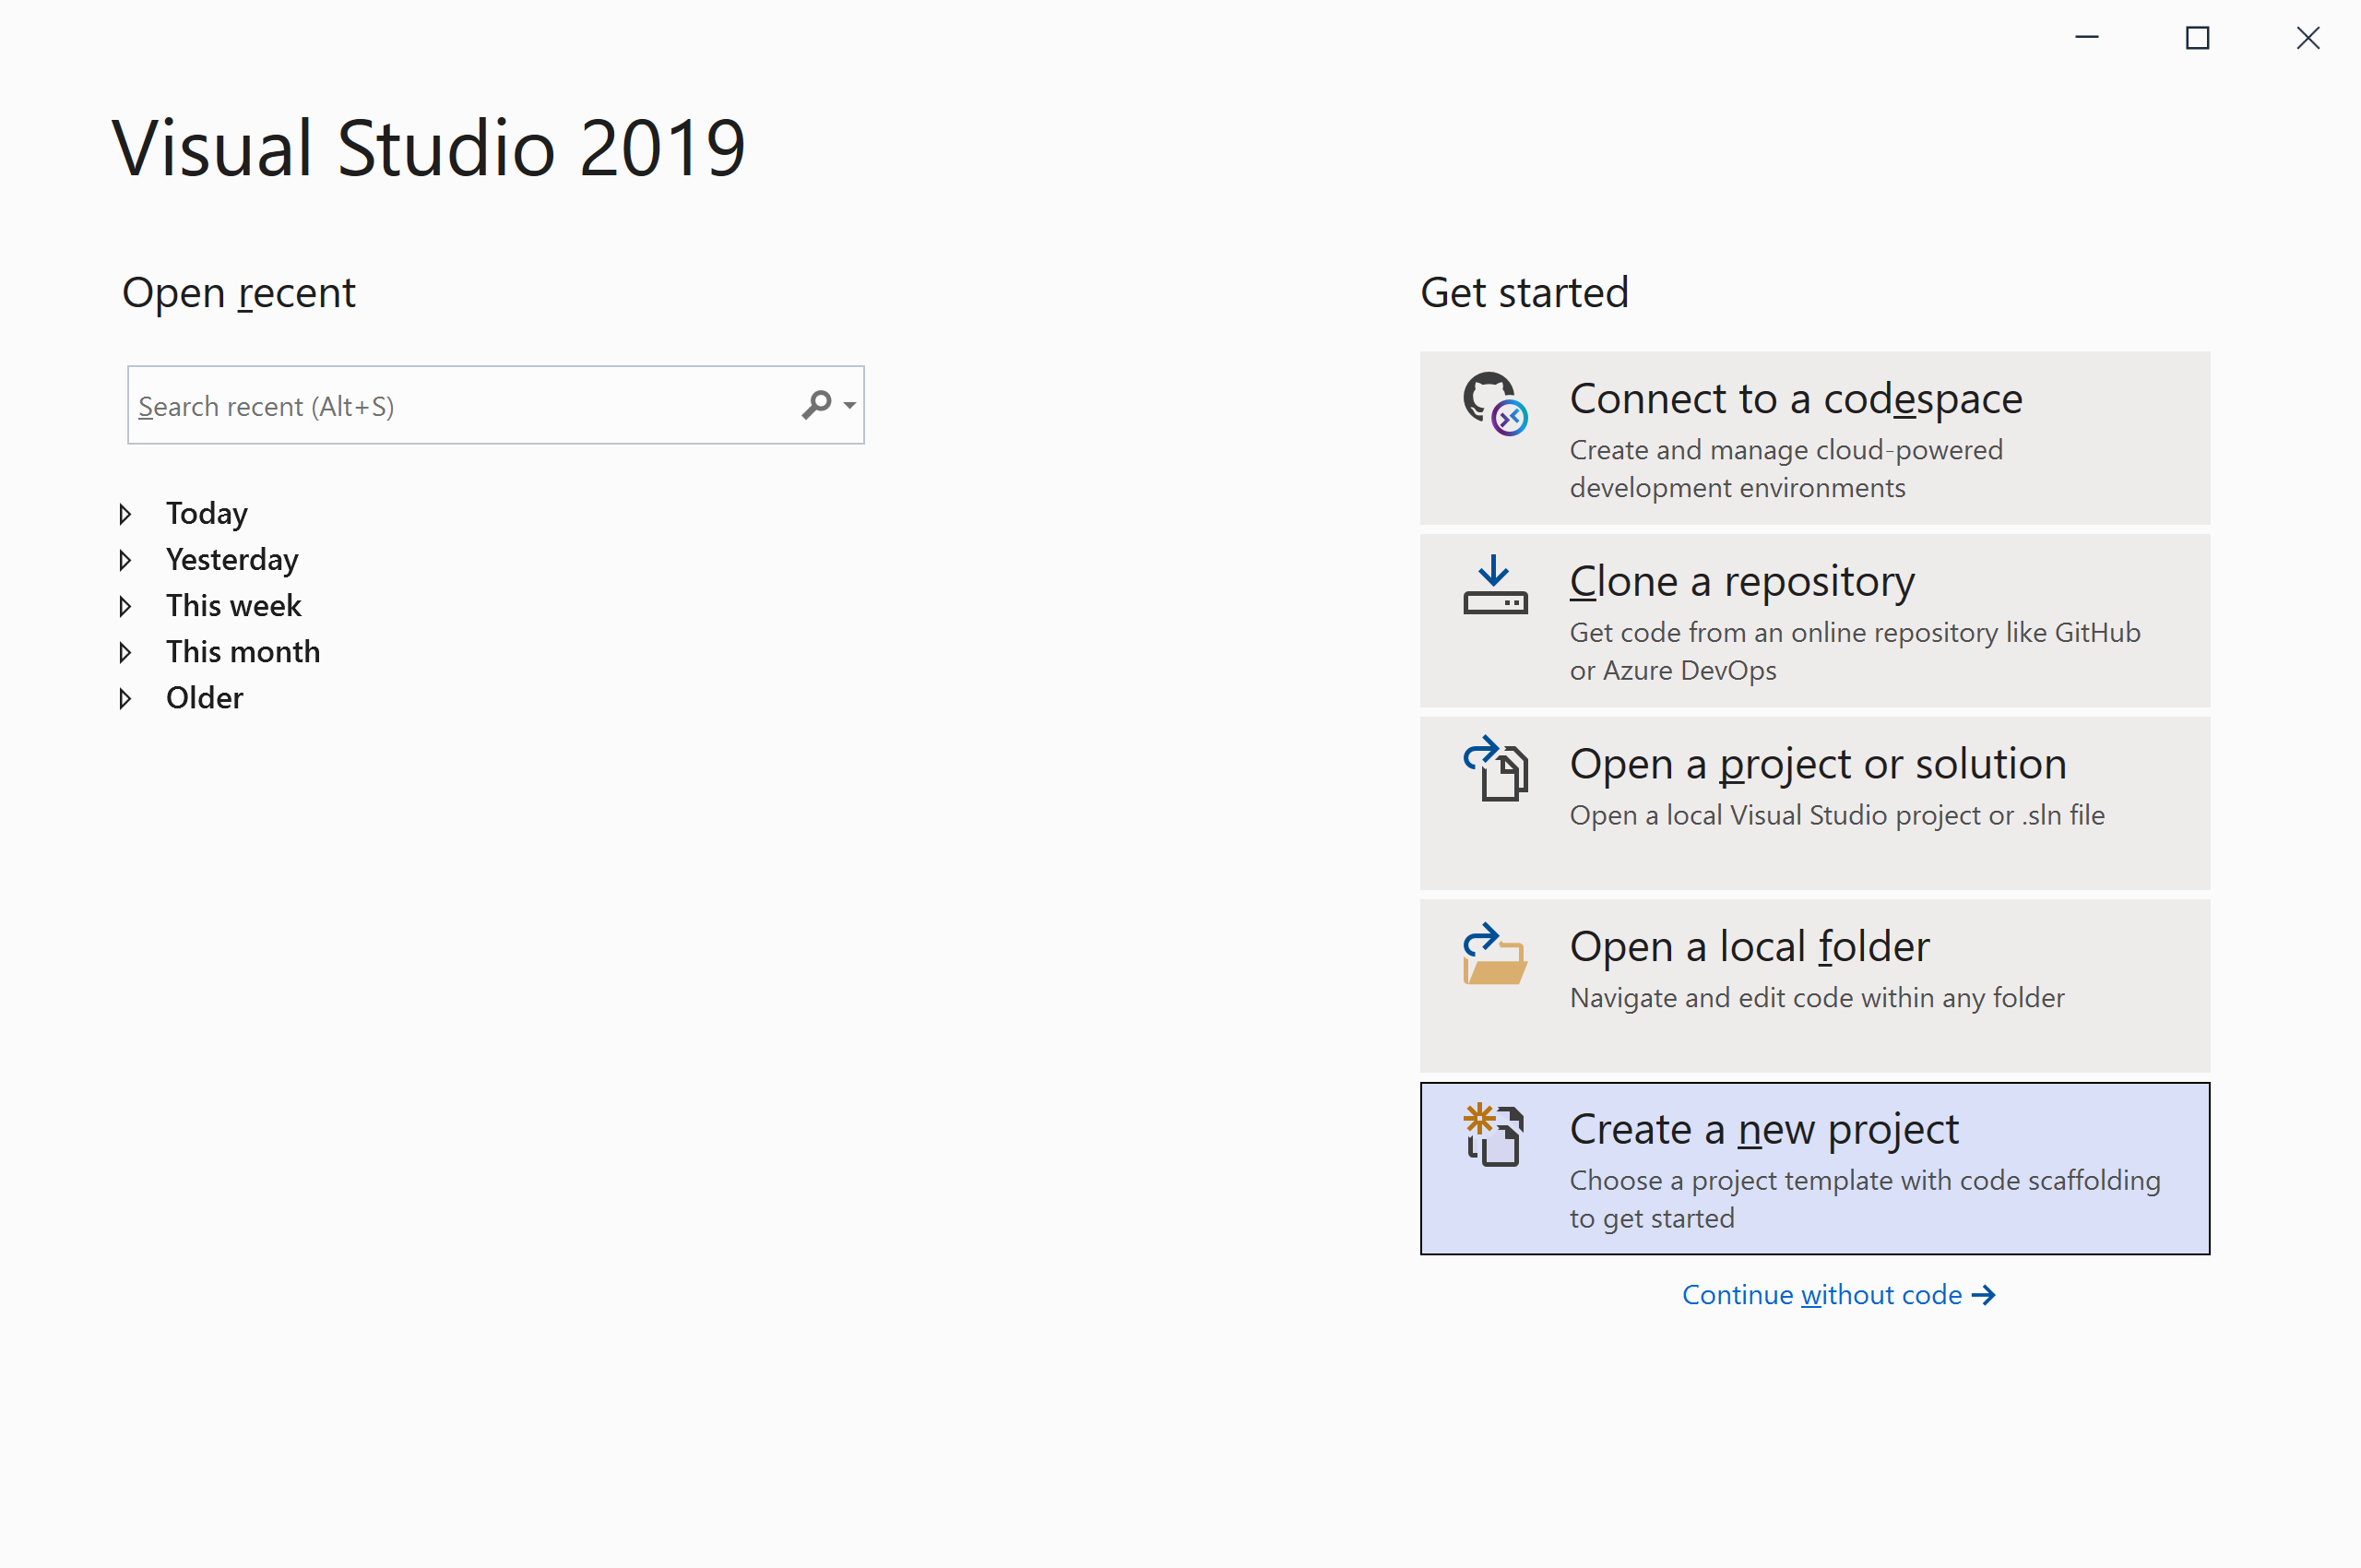 Visual Studio 2019
Open recent
Search recent (Alt+S)
Today
Yesterday
This week
This month
Older
Get started
Connect to a codespace
Create and manage cloud-powered
development environments
Clone a repository
Get code from an online repository like GitHub
or Azure DevOps
Open a project or solution
Open a local Visual Studio project or .sln file
Open a local folder
Navigate and edit code within any folder
Create a new project
Choose a project template with code scaffolding
to get started
Continue without code